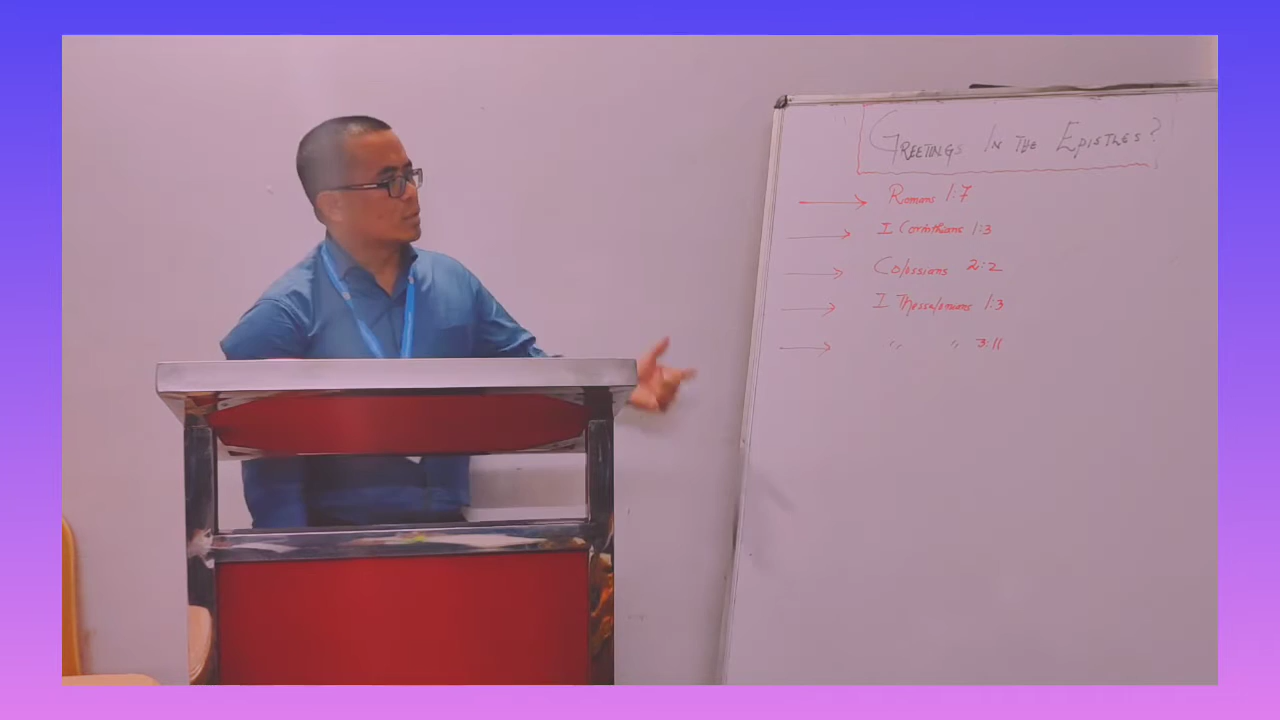 GREETINGS IN THE EPISTLES?
Romans 1:7
I Corinthians 1:3
Colossians 2:2
I Thessalonians 1:3
" " 3:11